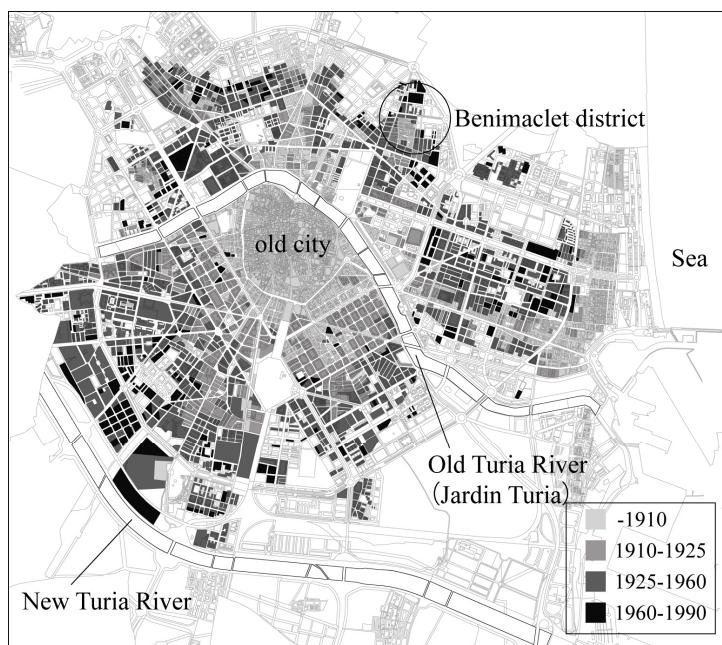 Benimaclet district
old city
Sea
Old Turia River
(Jardin Turia)
New Turia River
-1910
1910-1925
1925-1960
1960-1990